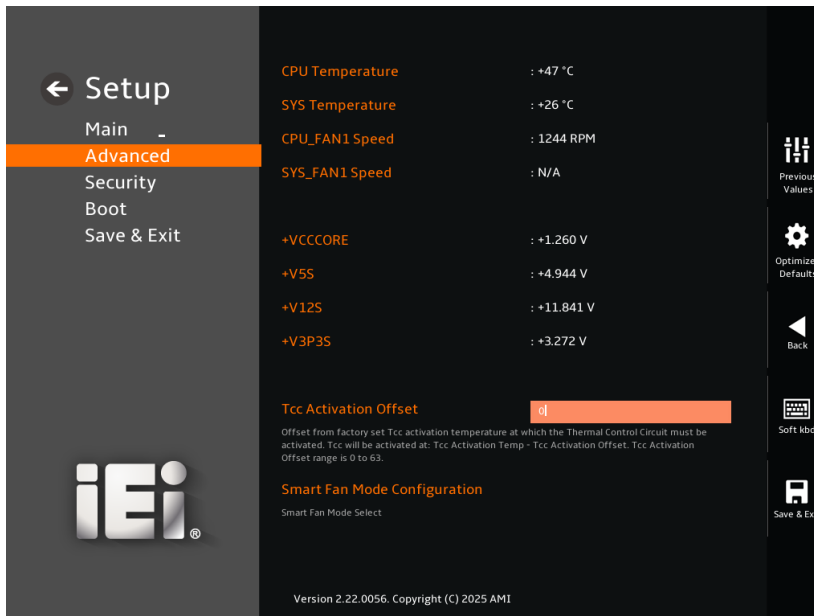 Setup
Main _
Advanced
Security
Boot
Save & Exit
iEi®
CPU Temperature : +47 °C
SYS Temperature : +26 °C
CPU_FAN1 Speed : 1244 RPM
SYS_FAN1 Speed : N/A
+VCCCORE : +1.260 V
+V5S : +4.944 V
+V12S : +11.841 V
+V3P3S : +3.272 V
Tcc Activation Offset 0
Offset from factory set Tcc activation temperature at which the Thermal Control Circuit must be
activated. Tcc will be activated at: Tcc Activation Temp - Tcc Activation Offset. Tcc Activation
Offset range is 0 to 63.
Smart Fan Mode Configuration
Smart Fan Mode Select
Version 2.22.0056. Copyright (C) 2025 AMI
Previous
Values
Optimize
Defaults
Back
Soft kbd
Save & Ex